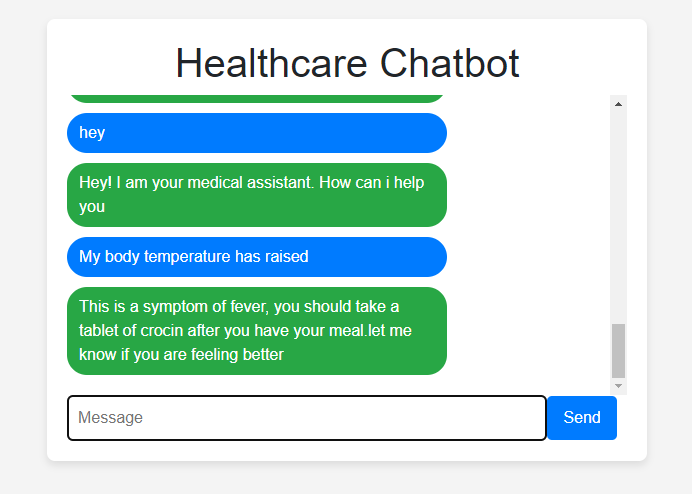 Healthcare Chatbot
hey
Hey! I am your medical assistant. How can i help
you
My body temperature has raised
This is a symptom of fever, you should take a
tablet of crocin after you have your meal.let me
know if you are feeling better
Message
Send